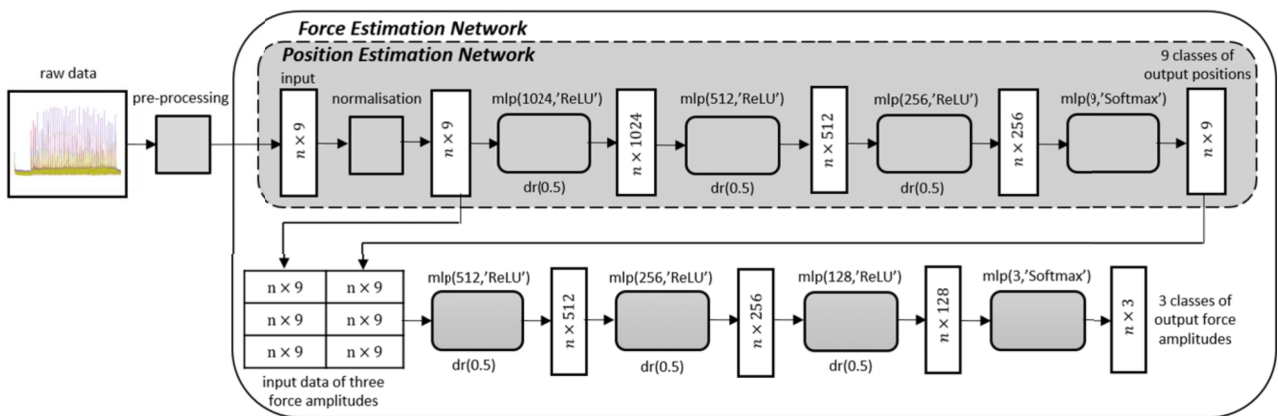 Force Estimation Network
Position Estimation Network
raw data
pre-processing
input
n × 9
normalisation
n × 9
mlp(1024,'ReLU')
dr(0.5)
n × 1024
mlp(512,'ReLU')
dr(0.5)
n × 512
mlp(256,'ReLU')
dr(0.5)
n × 256
mlp(9,'Softmax')
9 classes of
output positions
n × 9
n × 9 n × 9
n × 9 n × 9
n × 9 n × 9
input data of three
force amplitudes
mlp(512,'ReLU')
dr(0.5)
n × 512
mlp(256,'ReLU')
dr(0.5)
n × 256
mlp(128,'ReLU')
dr(0.5)
n × 128
mlp(3,'Softmax')
n × 3
3 classes of
output force
amplitudes